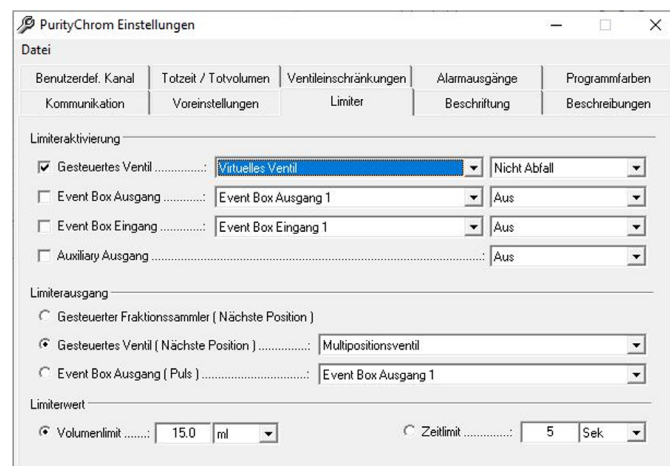 PurityChrom Einstellungen
Datei
Benutzerdef. Kanal Totzeit / Totvolumen Ventileinschränkungen Alarmausgänge Programmfarben
Kommunikation Voreinstellungen Limiter Beschriftung Beschreibungen
Limiteraktivierung
Gesteuertes Ventil ..............: Virtuelles Ventil Nicht Abfall
Event Box Ausgang ..........: Event Box Ausgang 1 Aus
Event Box Eingang ...........: Event Box Eingang 1 Aus
Auxiliary Ausgang ....................................................................................: Aus
Limiterausgang
Gesteuerter Fraktionssammler ( Nächste Position )
Gesteuertes Ventil ( Nächste Position ) ..............: Multipositionsventil
Event Box Ausgang ( Puls ) ..............................: Event Box Ausgang 1
Limiterwert
Volumenlimit ......: 15.0 ml Zeitlimit .............: 5 Sek